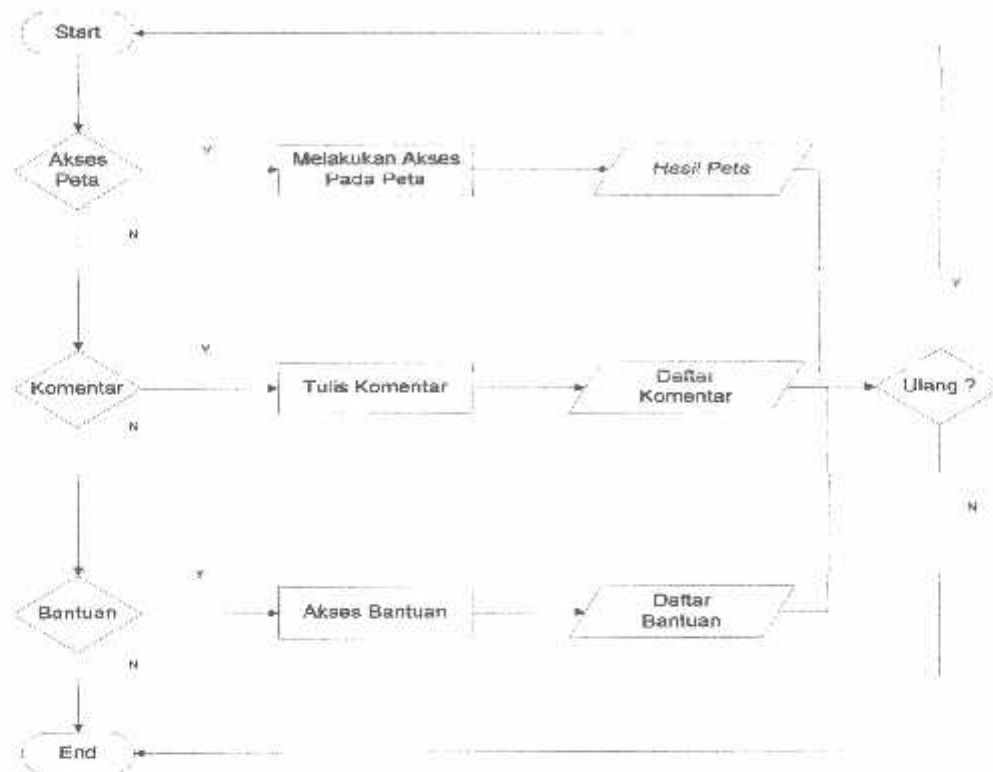 Start
Akses
Peta
Y
Melakukan Akses
Pada Peta
Hasil Peta
N
Y
Komentar
Y
Tulis Komentar
Daftar
Komentar
Ulang ?
N
N
Bantuan
Y
Akses Bantuan
Daftar
Bantuan
N
End